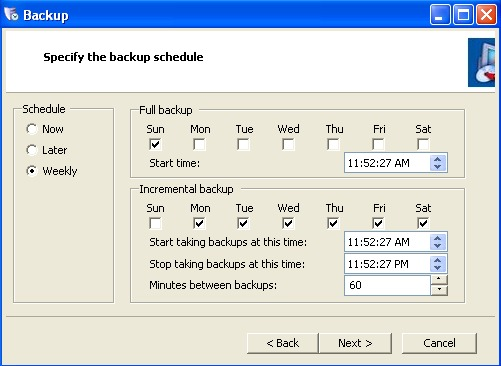 Backup
Specify the backup schedule
Schedule
Now
Later
Weekly
Full backup
Sun Mon Tue Wed Thu Fri Sat
Start time: 11:52:27 AM
Incremental backup
Sun Mon Tue Wed Thu Fri Sat
Start taking backups at this time: 11:52:27 AM
Stop taking backups at this time: 11:52:27 PM
Minutes between backups: 60
< Back Next > Cancel